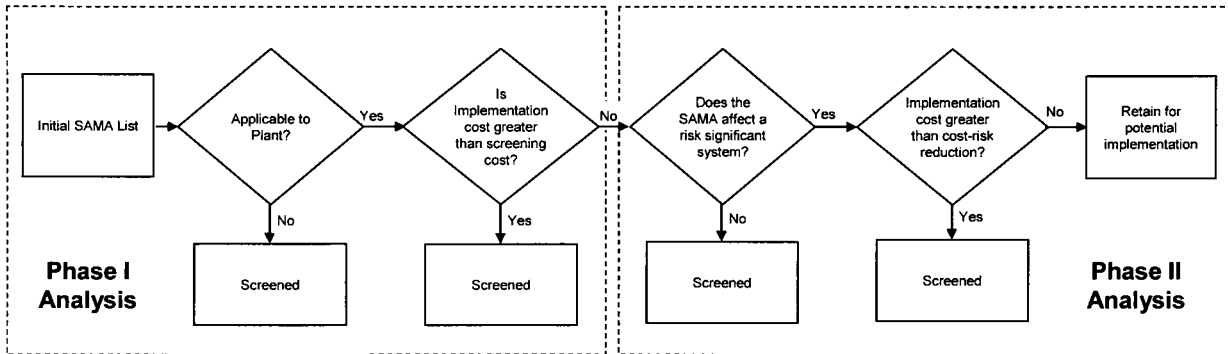 Initial SAMA List
Applicable to
Plant?
Yes
No
Screened
Is
Implementation
cost greater
than screening
cost?
No
Yes
Screened
Phase I
Analysis
Does the
SAMA affect a
risk significant
system?
Yes
No
Screened
Implementation
cost greater
than cost-risk
reduction?
No
Yes
Screened
Retain for
potential
implementation
Phase II
Analysis